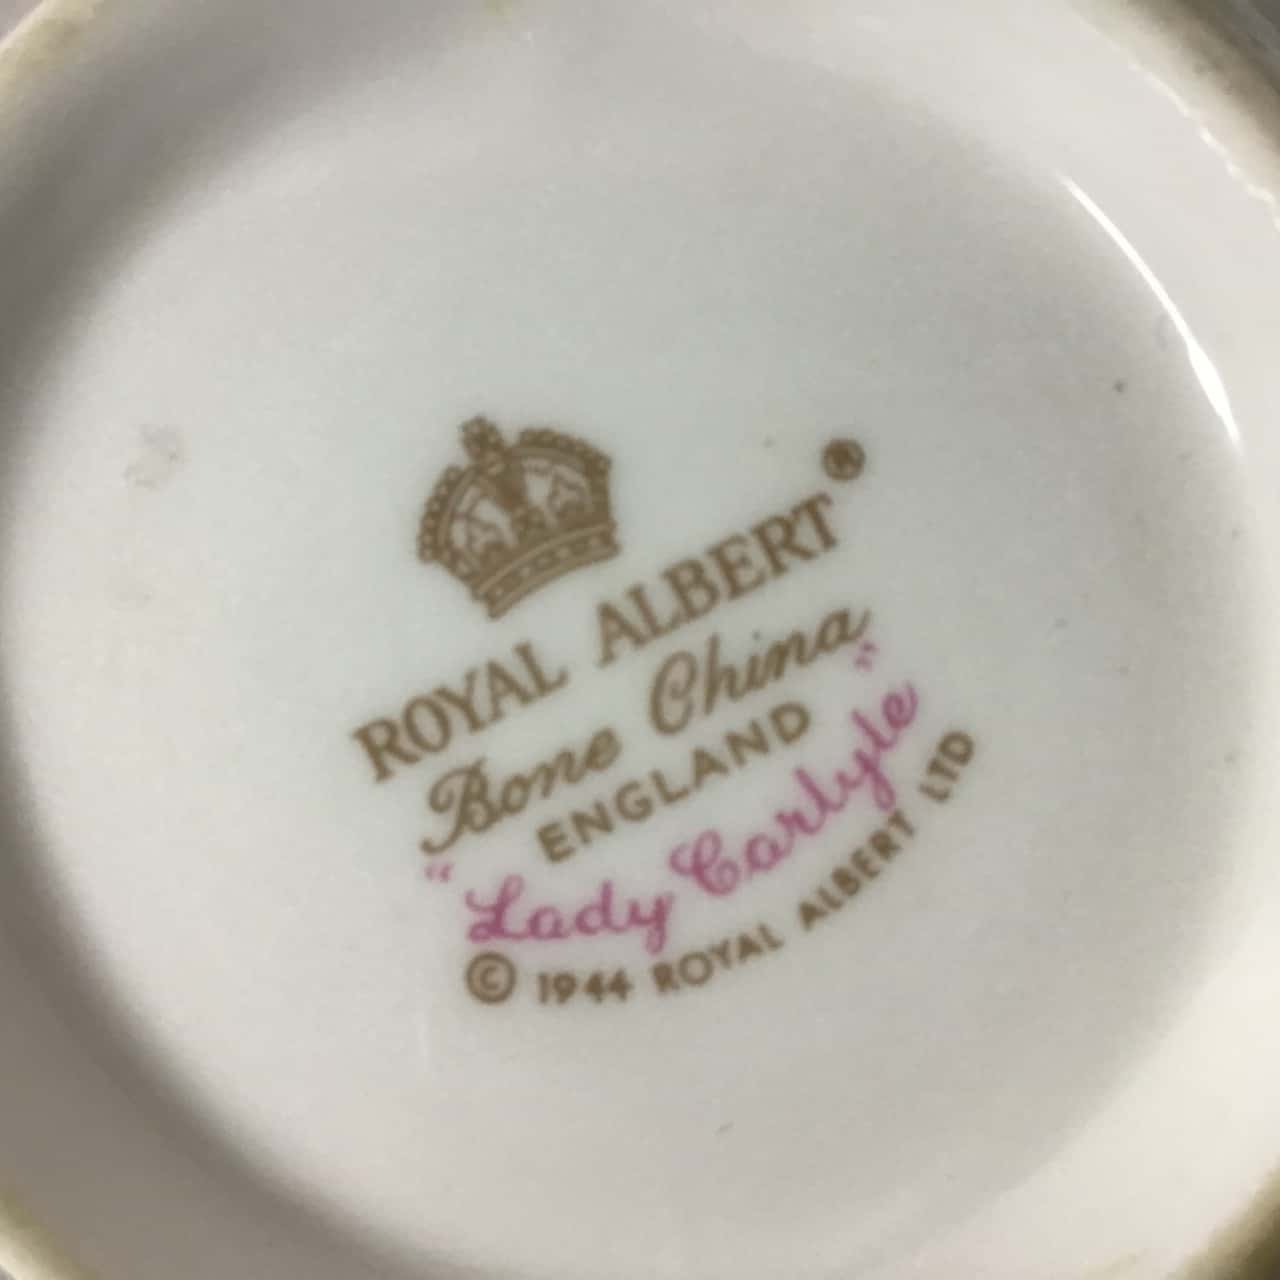 ROYAL ALBERT®
Bone China
ENGLAND
"Lady Carlyle"
© 1944 ROYAL ALBERT LTD